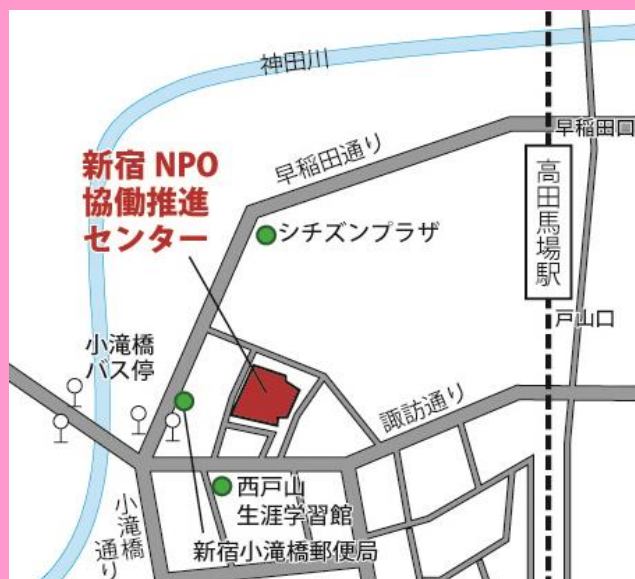 神田川
早稲田通り
早稲田口
新宿 NPO
協働推進
センター
シチズンプラザ
高田馬場駅
戸山口
小滝橋
バス停
諏訪通り
西戸山
生涯学習館
小滝橋
通り
新宿小滝橋郵便局